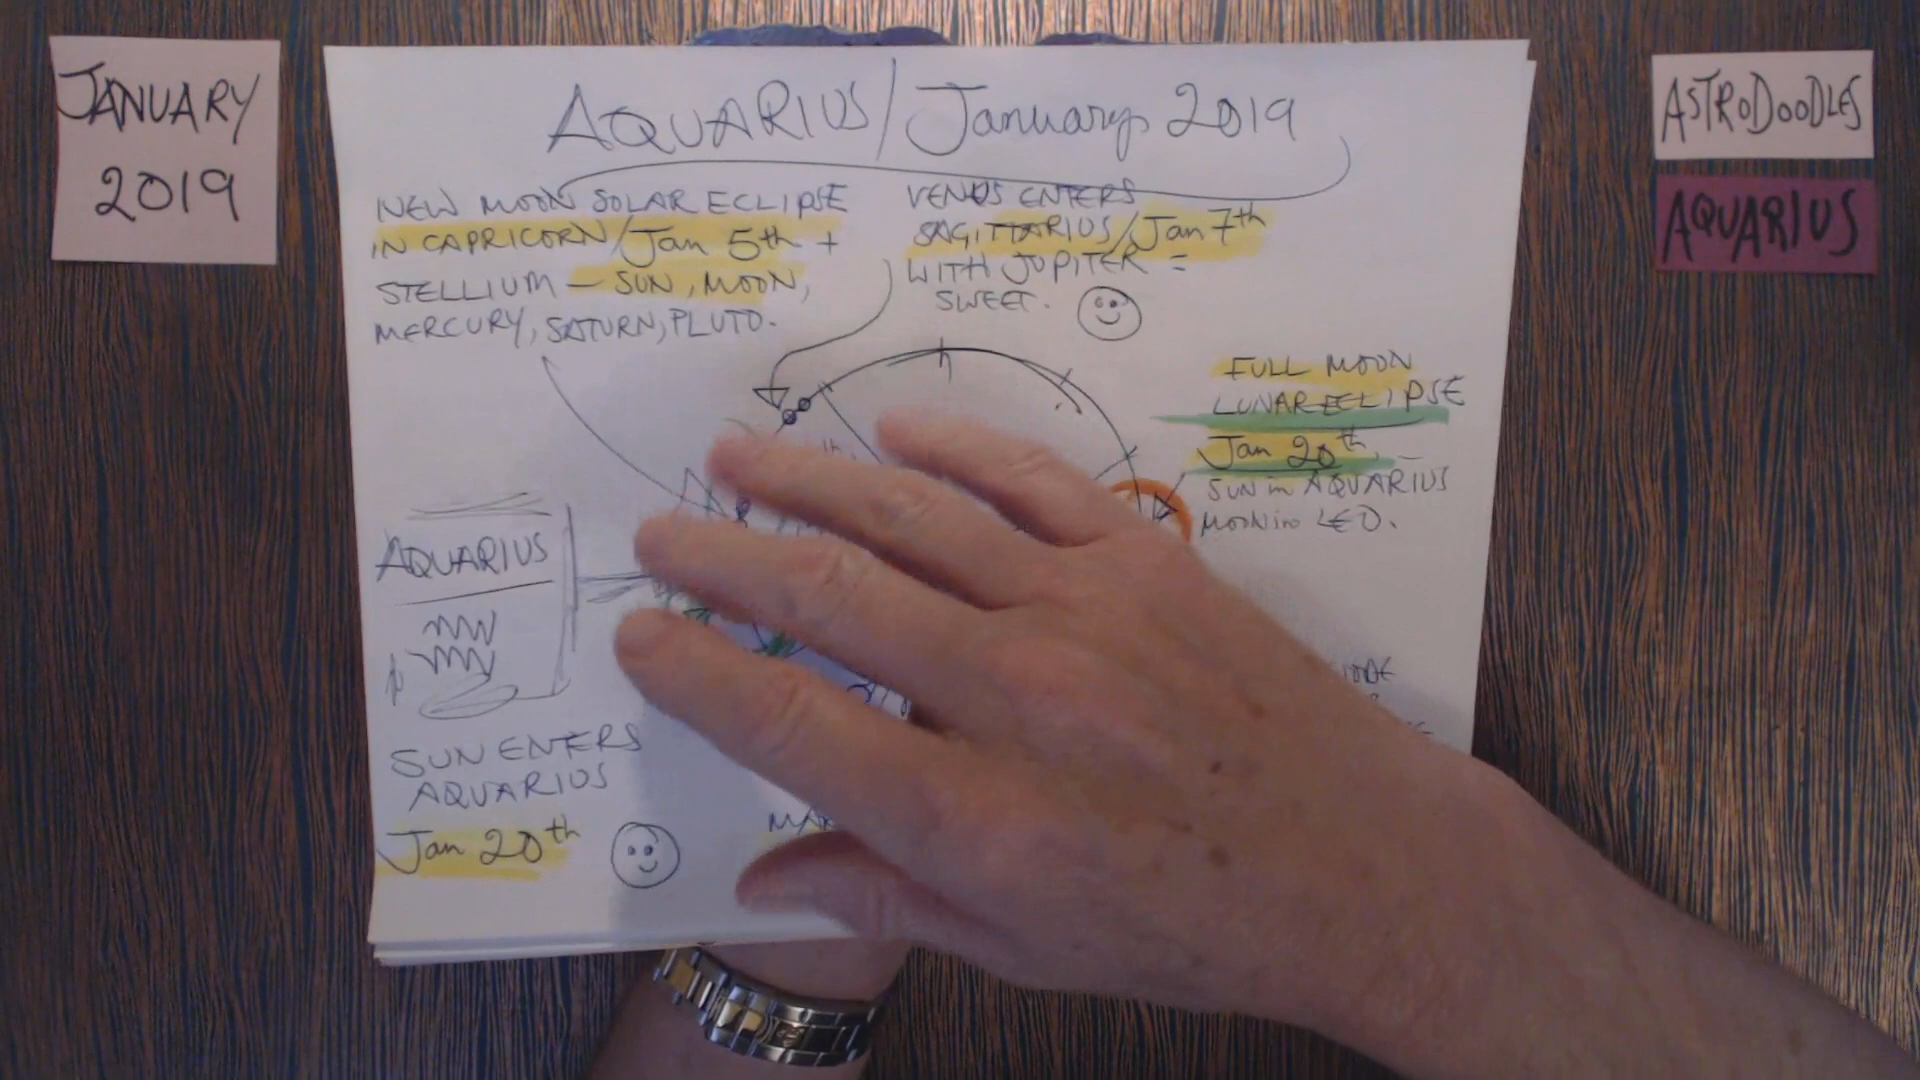 JANUARY
2019
ASTRODOODLES
AQUARIUS
AQUARIUS/January 2019
NEW MOON SOLAR ECLIPSE
IN CAPRICORN/Jan 5th +
STELLIUM — SUN, MOON,
MERCURY, SATURN, PLUTO.
VENUS ENTERS
SAGITTARIUS/Jan 7th
WITH JUPITER =
SWEET.
FULL MOON
LUNAR ECLIPSE
Jan 20th,
SUN in AQUARIUS
MOON in LEO.
AQUARIUS
SUN ENTERS
AQUARIUS
Jan 20th